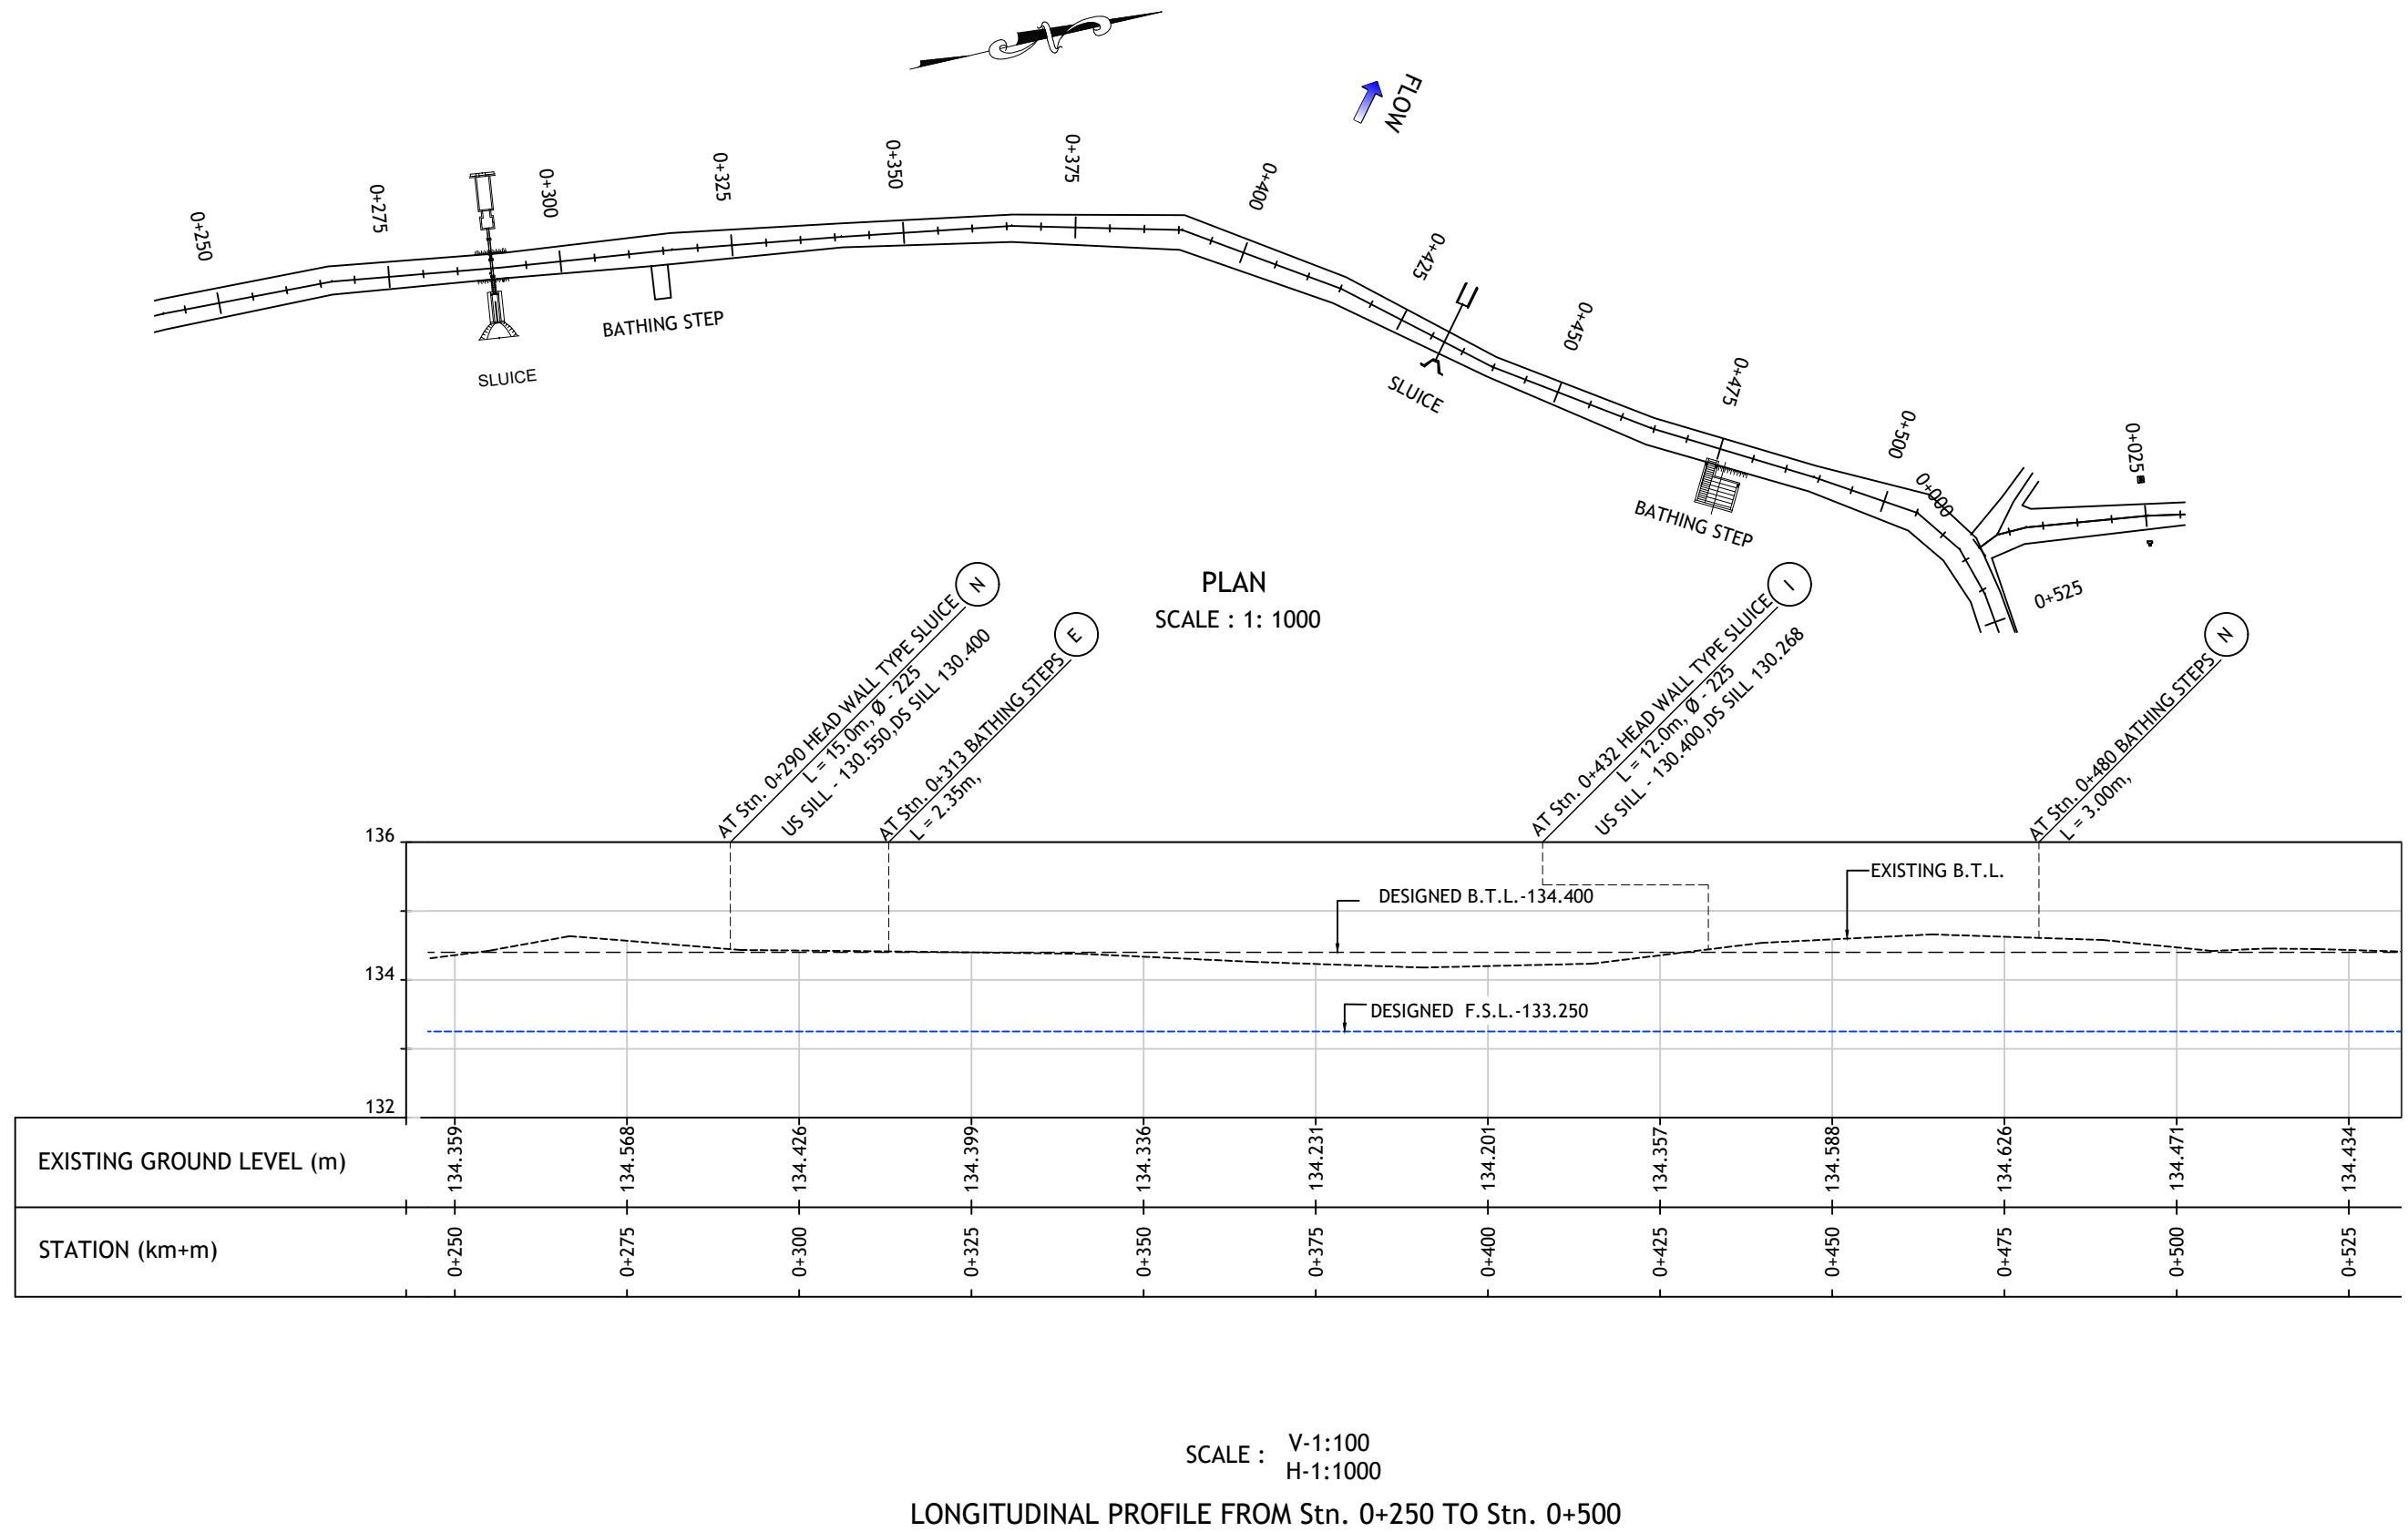 FLOW
0+250
0+275
0+300
0+325
0+350
0+375
0+400
0+425
0+450
0+475
0+500
0+000
0+025
0+525
SLUICE
BATHING STEP
SLUICE
BATHING STEP
PLAN
SCALE : 1: 1000
AT Stn. 0+290 HEAD WALL TYPE SLUICE
L = 15.0m, Ø - 225
US SILL - 130.550,DS SILL 130.400
N
AT Stn. 0+313 BATHING STEPS
L = 2.35m,
E
AT Stn. 0+432 HEAD WALL TYPE SLUICE
L = 12.0m, Ø - 225
US SILL - 130.400,DS SILL 130.268
I
AT Stn. 0+480 BATHING STEPS
L = 3.00m,
N
136
134
132
DESIGNED B.T.L.-134.400
EXISTING B.T.L.
DESIGNED F.S.L.-133.250
EXISTING GROUND LEVEL (m)
134.359
134.568
134.426
134.399
134.336
134.231
134.201
134.357
134.588
134.626
134.471
134.434
STATION (km+m)
0+250
0+275
0+300
0+325
0+350
0+375
0+400
0+425
0+450
0+475
0+500
0+525
SCALE :
V-1:100
H-1:1000
LONGITUDINAL PROFILE FROM Stn. 0+250 TO Stn. 0+500